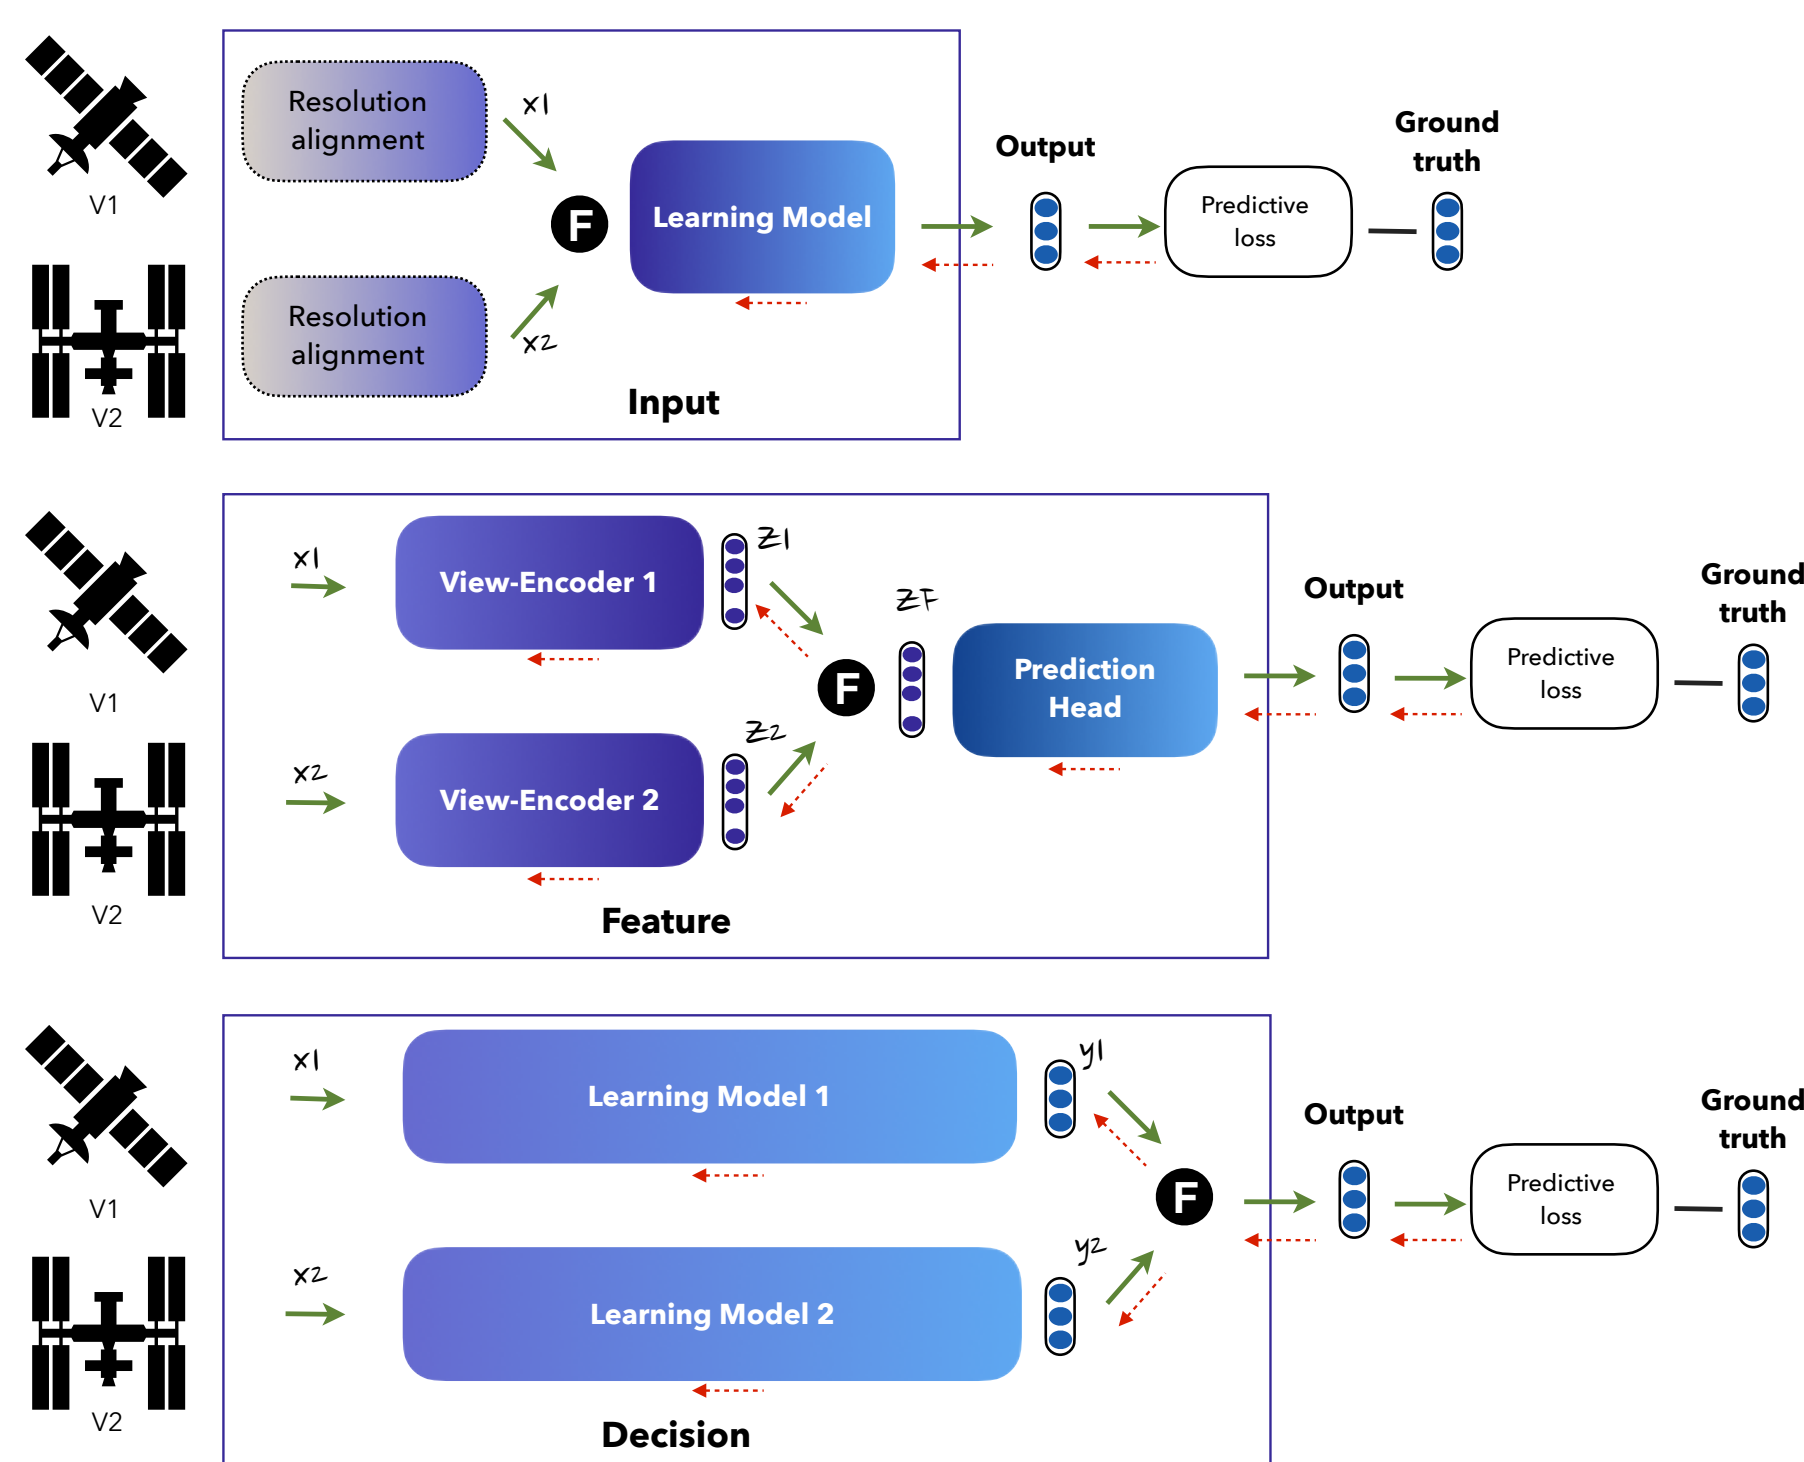 V1
V2
Resolution
alignment
x1
Resolution
alignment
x2
F
Learning Model
Input
Output
Predictive
loss
Ground
truth
V1
V2
x1
View-Encoder 1
z1
x2
View-Encoder 2
z2
F
zF
Prediction
Head
Feature
Output
Predictive
loss
Ground
truth
V1
V2
x1
Learning Model 1
y1
x2
Learning Model 2
y2
F
Decision
Output
Predictive
loss
Ground
truth